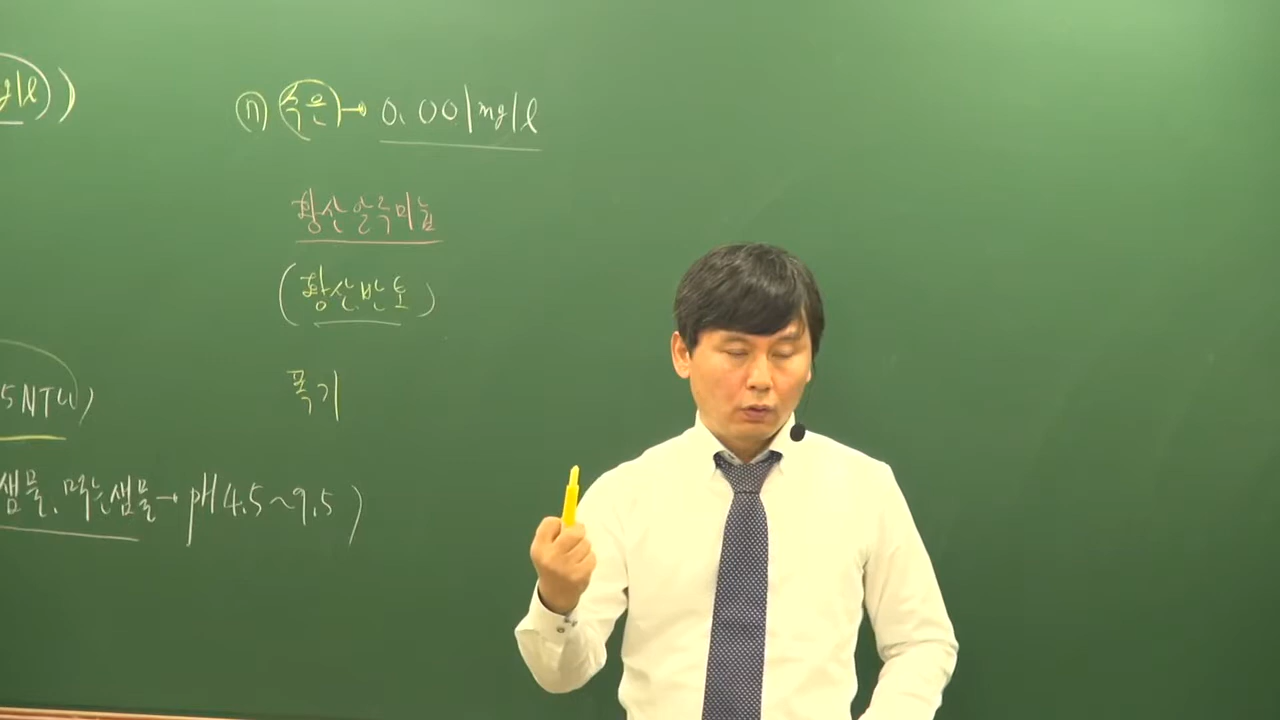 g/l))
⑪ 수은 → 0.001mg/l
황산알루미늄
(황산반토)
폭기
5NTU)
샘물, 먹는샘물 → pH 4.5~9.5)